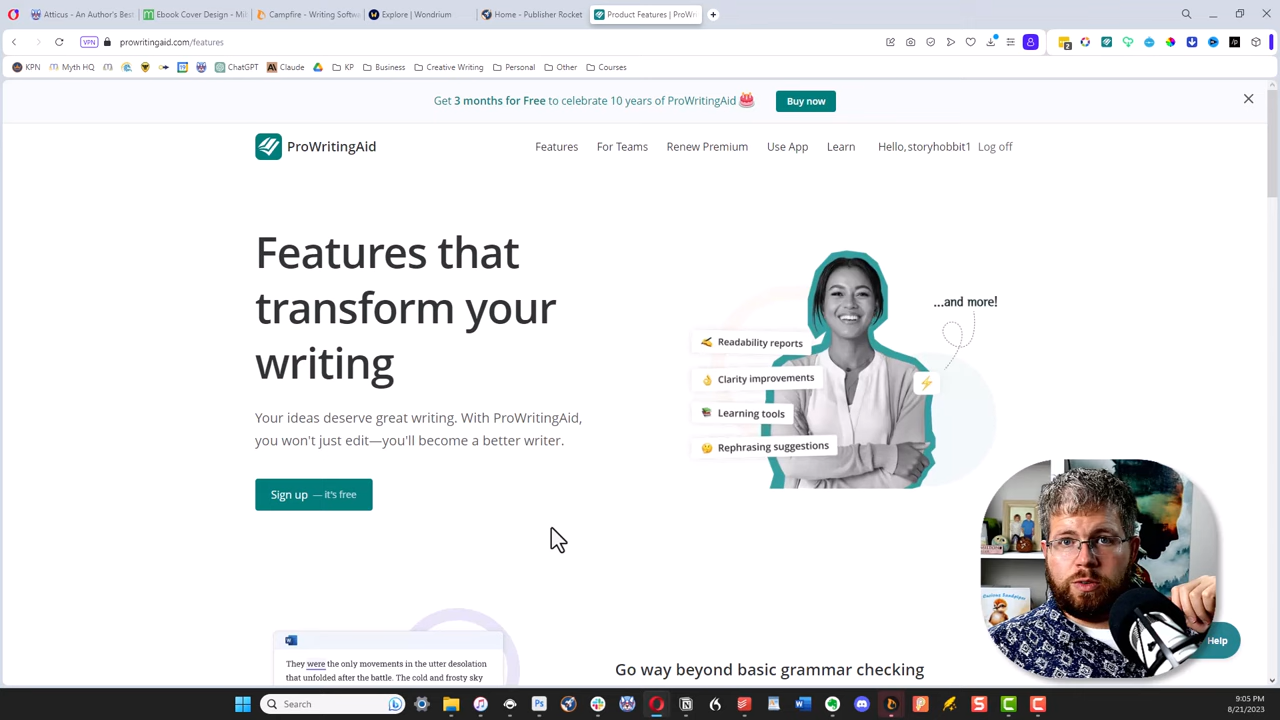 Atticus - An Author's Best
Ebook Cover Design - Mi
Campfire - Writing Softw
Explore | Wondrium
Home - Publisher Rocket
Product Features | ProWri
VPN
prowritingaid.com/features
2
KPN
Myth HQ
ChatGPT
Claude
KP
Business
Creative Writing
Personal
Other
Courses
Get 3 months for Free to celebrate 10 years of ProWritingAid
Buy now
ProWritingAid
Features
For Teams
Renew Premium
Use App
Learn
Hello, storyhobbit1
Log off
Features that
transform your
writing
...and more!
Readability reports
Clarity improvements
Learning tools
Rephrasing suggestions
Your ideas deserve great writing. With ProWritingAid,
you won't just edit—you'll become a better writer.
Sign up — it's free
They were the only movements in the utter desolation
that unfolded after the battle. The cold and frosty sky
Go way beyond basic grammar checking
Help
Search
9:05 PM
8/21/2023